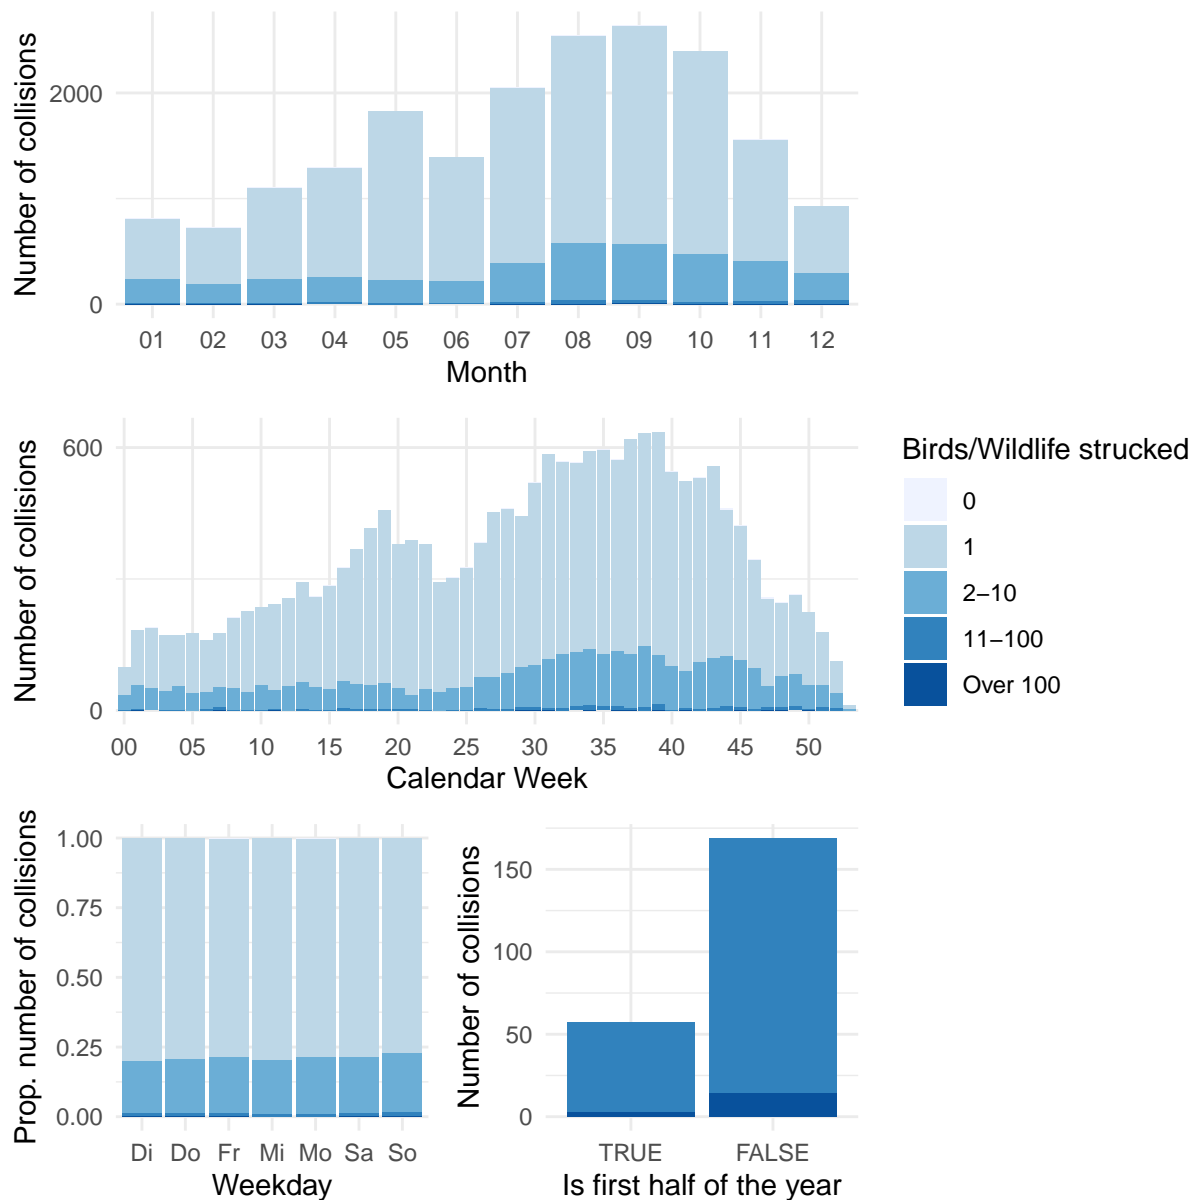 Number of collisions
2000
0
01 02 03 04 05 06 07 08 09 10 11 12
Month
Number of collisions
600
0
00 05 10 15 20 25 30 35 40 45 50
Calendar Week
Birds/Wildlife strucked
0
1
2–10
11–100
Over 100
Prop. number of collisions
1.00
0.75
0.50
0.25
0.00
Di Do Fr Mi Mo Sa So
Weekday
Number of collisions
150
100
50
0
TRUE FALSE
Is first half of the year